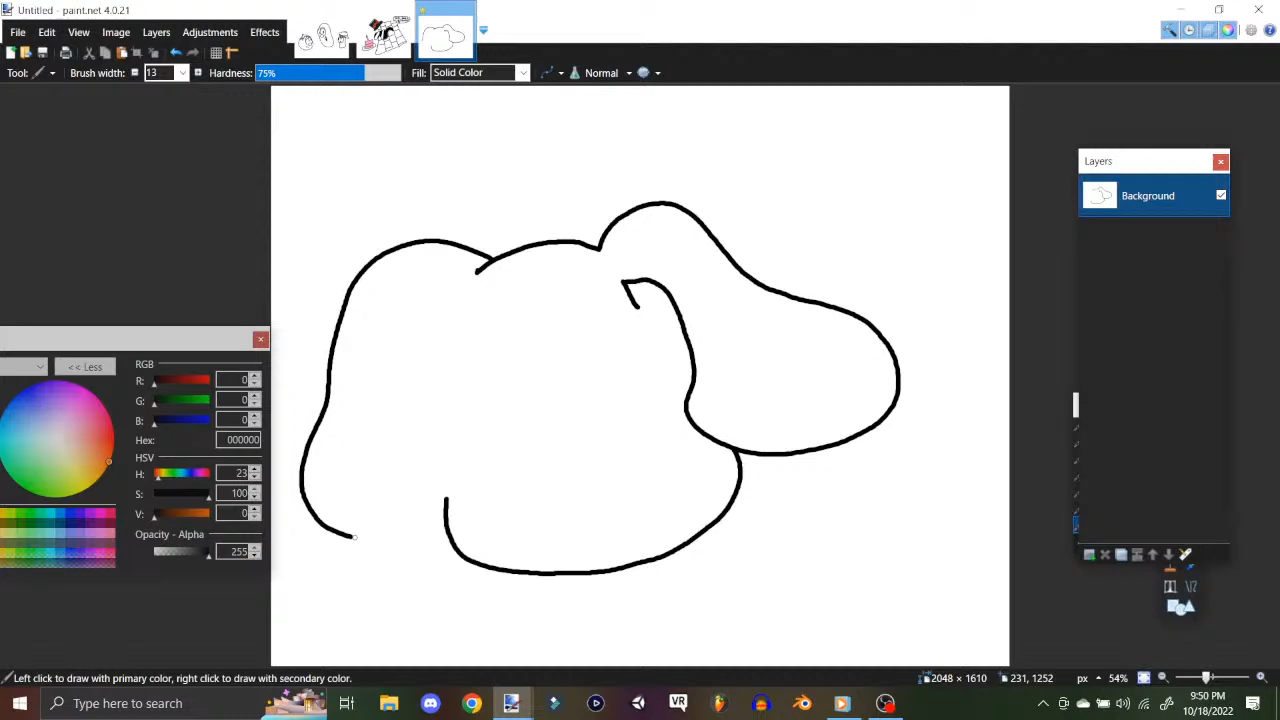 Untitled - paint.net 4.0.21
File Edit View Image Layers Adjustments Effects
Tool: Brush width: 13 Hardness: 75% Fill: Solid Color Normal
Layers
Background
<< Less
RGB
R: 0
G: 0
B: 0
Hex: 000000
HSV
H: 23
S: 100
V: 0
Opacity - Alpha
255
Left click to draw with primary color, right click to draw with secondary color.
2048 × 1610
231, 1252
px
54%
Type here to search
VR
9:50 PM
10/18/2022